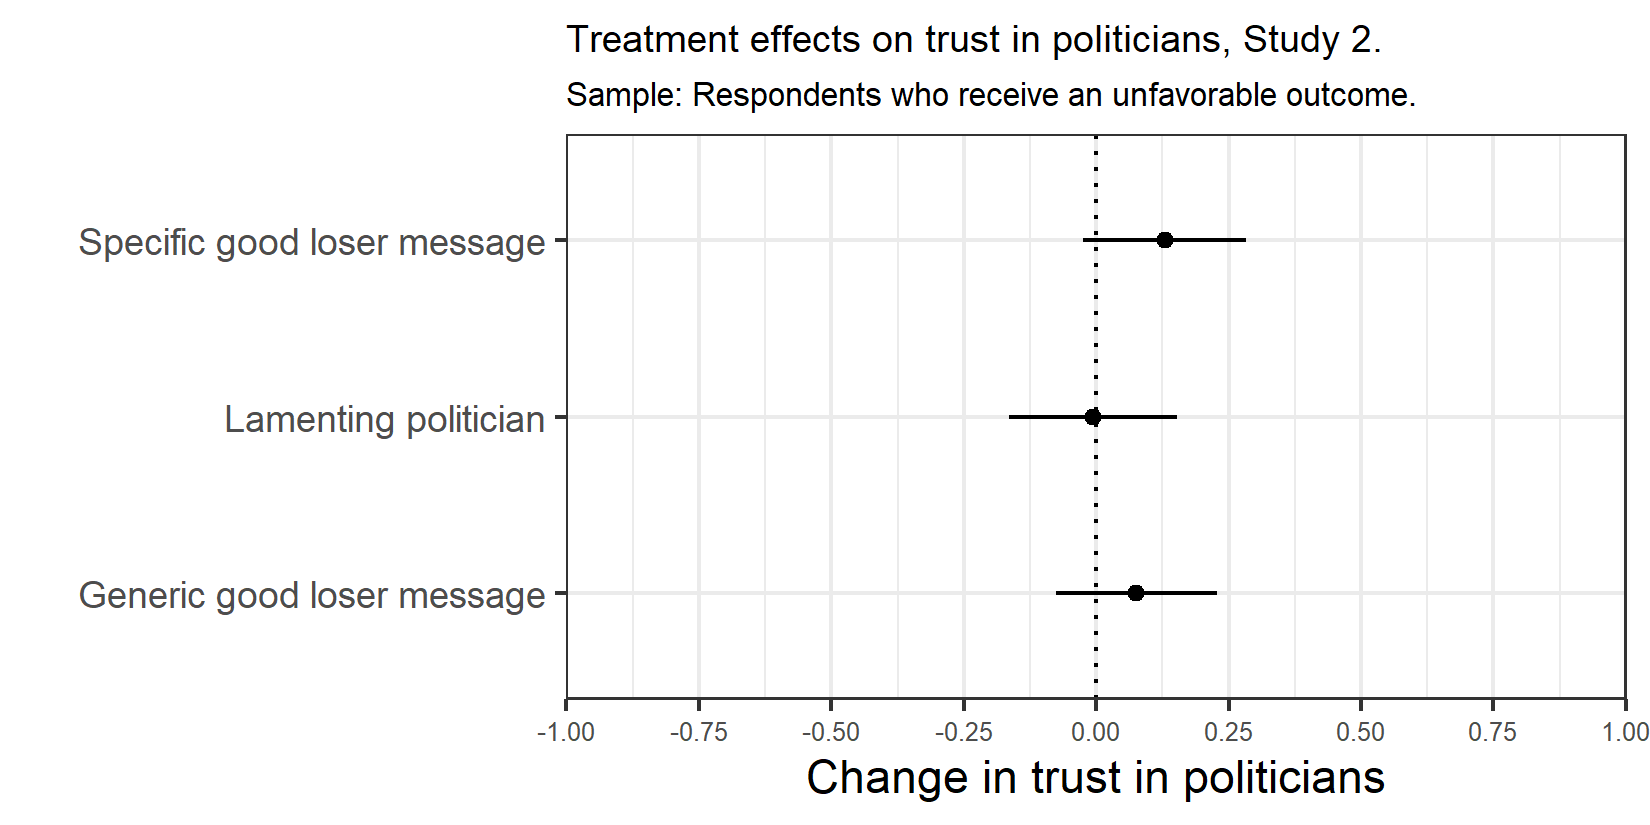 Treatment effects on trust in politicians, Study 2.
Sample: Respondents who receive an unfavorable outcome.
Specific good loser message
Lamenting politician
Generic good loser message
-1.00 -0.75 -0.50 -0.25 0.00 0.25 0.50 0.75 1.00
Change in trust in politicians